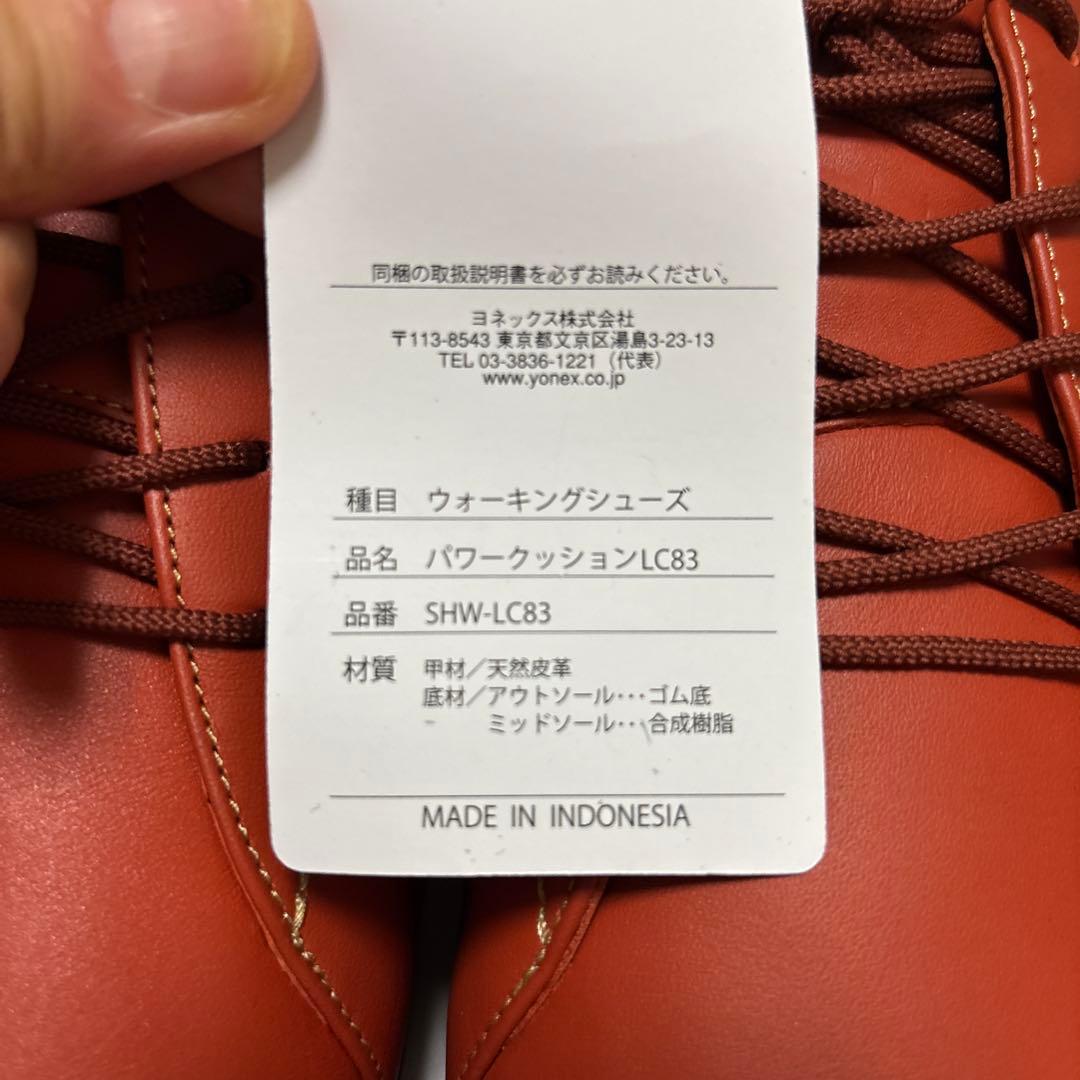 同梱の取扱説明書を必ずお読みください。
ヨネックス株式会社
〒113-8543 東京都文京区湯島3-23-13
TEL 03-3836-1221（代表）
www.yonex.co.jp
種目 ウォーキングシューズ
品名 パワークッションLC83
品番 SHW-LC83
材質 甲材／天然皮革
底材／アウトソール･･･ゴム底
ミッドソール･･･合成樹脂
MADE IN INDONESIA